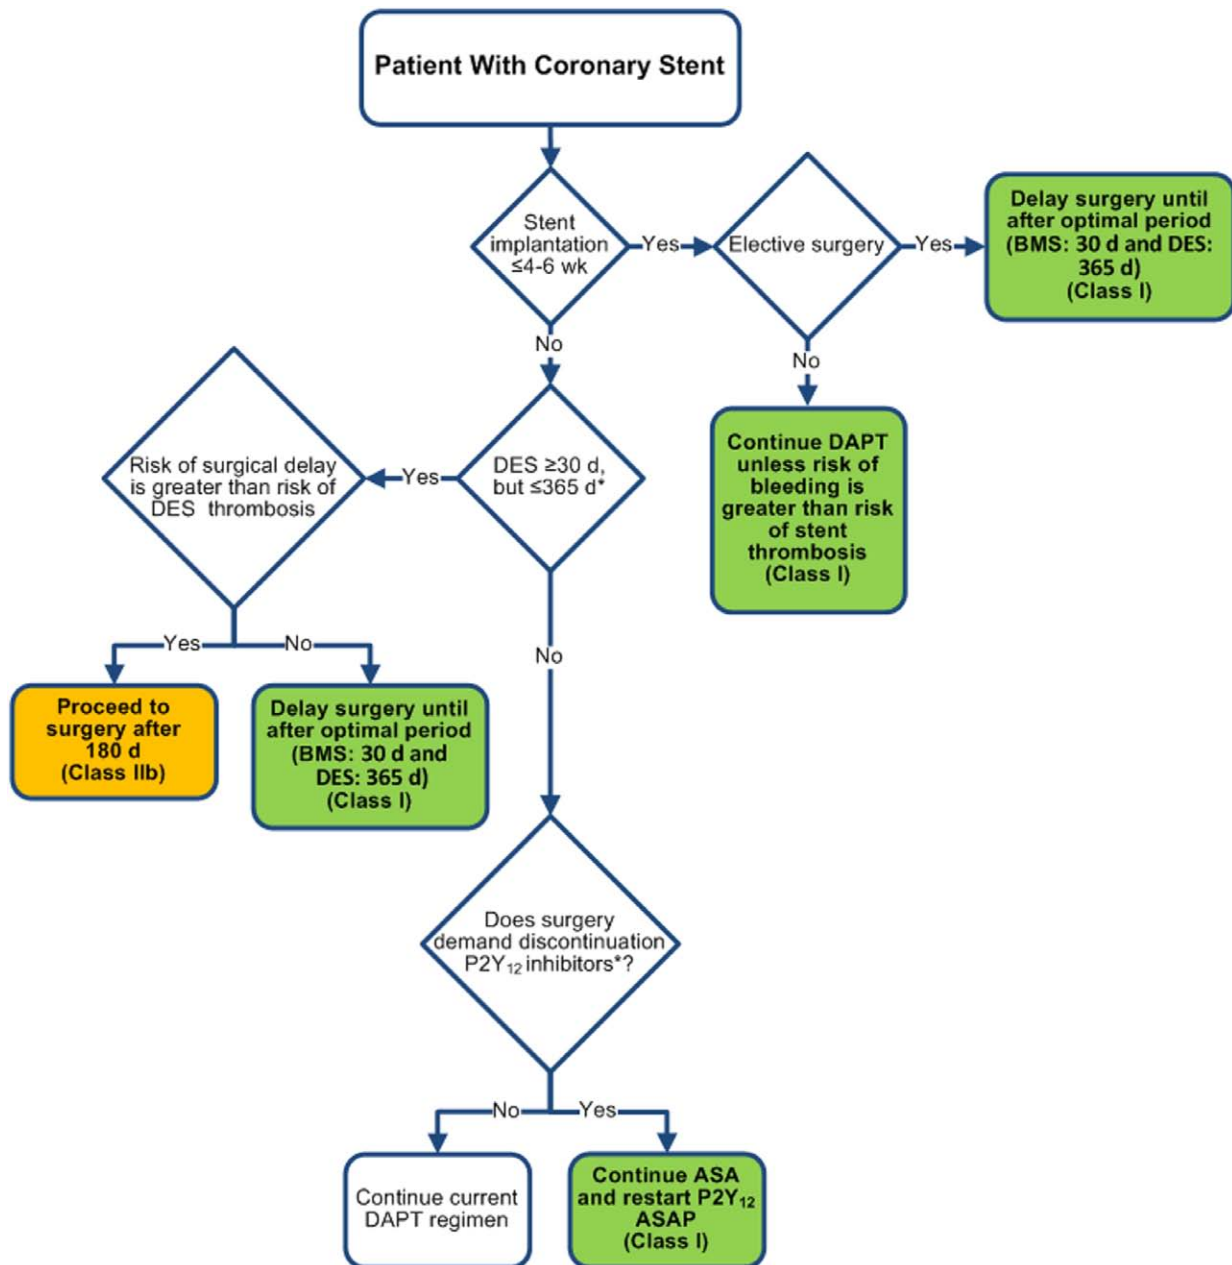 Patient With Coronary Stent
Stent
implantation
≤4-6 wk
Yes
Elective surgery
Yes
Delay surgery until
after optimal period
(BMS: 30 d and DES:
365 d)
(Class I)
No
No
Continue DAPT
unless risk of
bleeding is
greater than risk
of stent
thrombosis
(Class I)
DES ≥30 d,
but ≤365 d*
Yes
Risk of surgical delay
is greater than risk of
DES thrombosis
Yes
No
Proceed to
surgery after
180 d
(Class IIb)
Delay surgery until
after optimal period
(BMS: 30 d and
DES: 365 d)
(Class I)
No
Does surgery
demand discontinuation
P2Y₁₂ inhibitors*?
No
Yes
Continue current
DAPT regimen
Continue ASA
and restart P2Y₁₂
ASAP
(Class I)